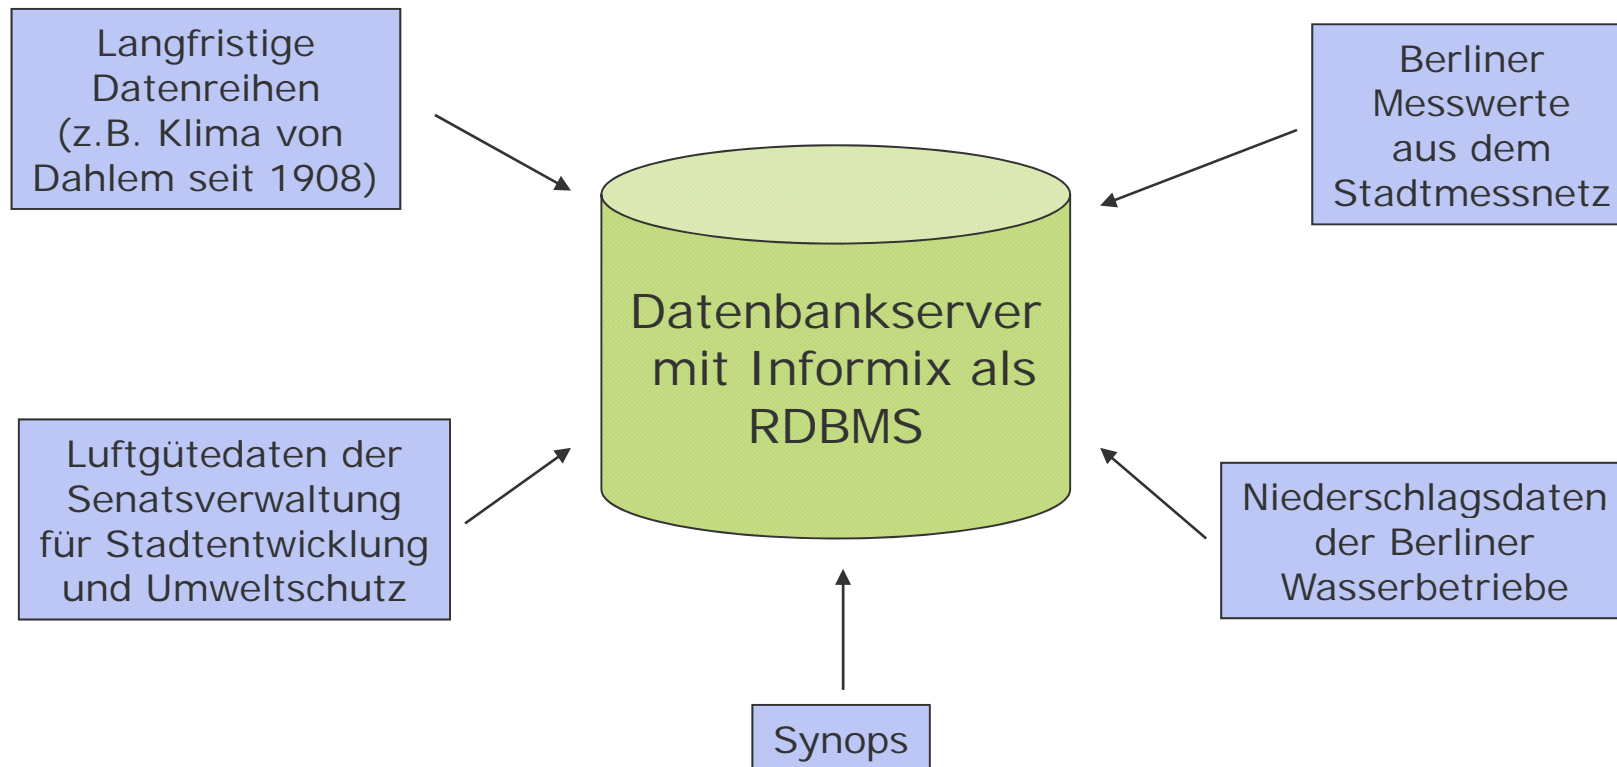 Langfristige
Datenreihen
(z.B. Klima von
Dahlem seit 1908)
Berliner
Messwerte
aus dem
Stadtmessnetz
Datenbankserver
mit Informix als
RDBMS
Luftgütedaten der
Senatsverwaltung
für Stadtentwicklung
und Umweltschutz
Niederschlagsdaten
der Berliner
Wasserbetriebe
Synops